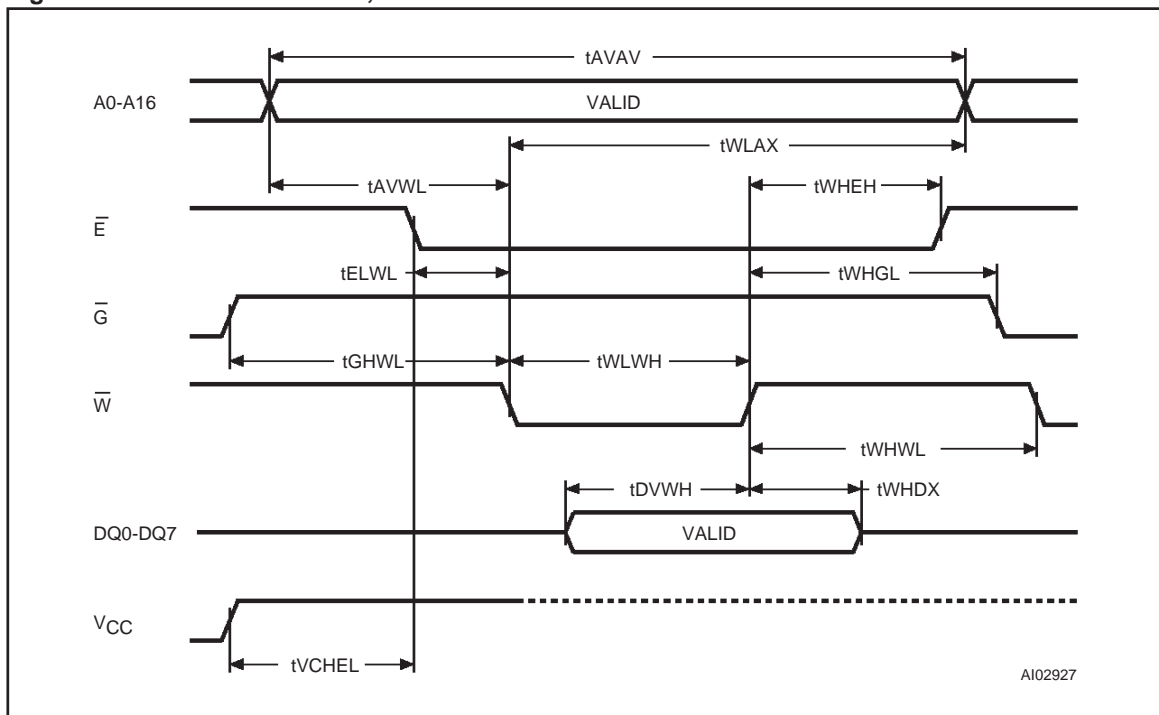 tAVAV
A0-A16
VALID
tWLAX
tAVWL
tWHEH
E̅
tELWL
tWHGL
G̅
tGHWL
tWLWH
W̅
tWHWL
tDVWH
tWHDX
DQ0-DQ7
VALID
VCC
tVCHEL
AI02927